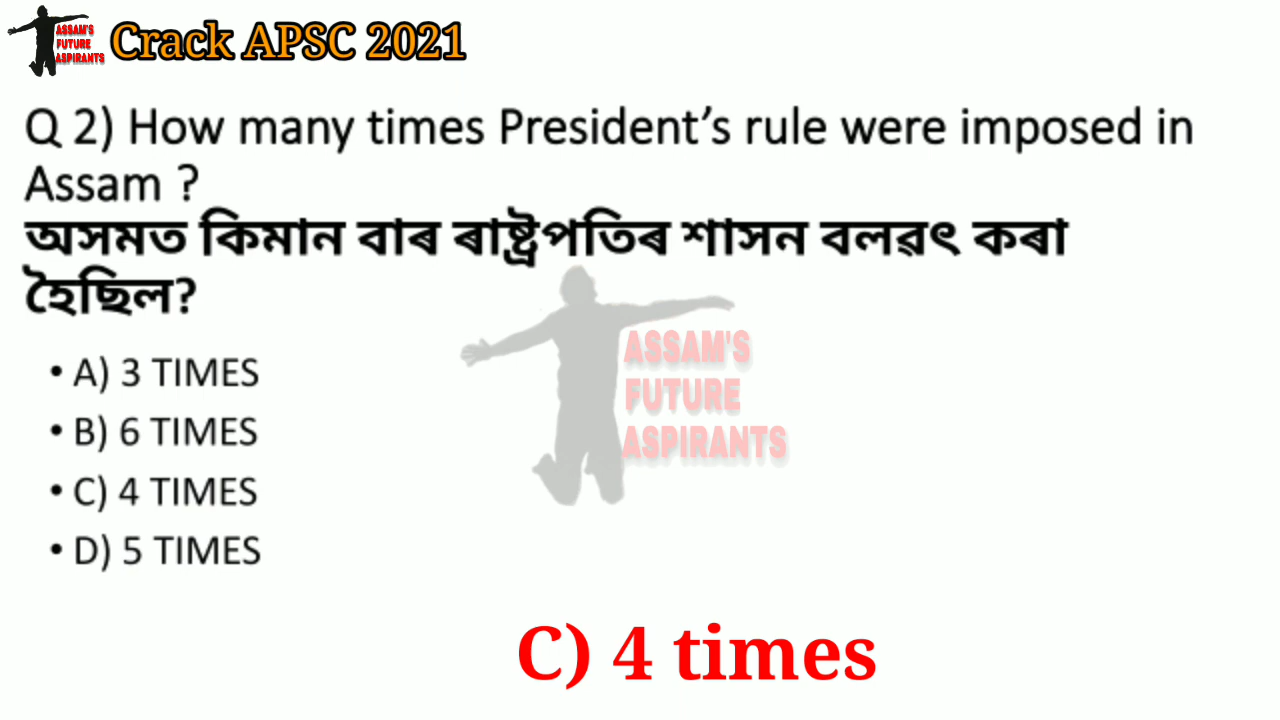 ASSAM'S
FUTURE
ASPIRANTS
Crack APSC 2021
Q 2) How many times President’s rule were imposed in
Assam ?
অসমত কিমান বাৰ ৰাষ্ট্ৰপতিৰ শাসন বলৱৎ কৰা
হৈছিল?
• A) 3 TIMES
• B) 6 TIMES
• C) 4 TIMES
• D) 5 TIMES
ASSAM'S
FUTURE
ASPIRANTS
C) 4 times